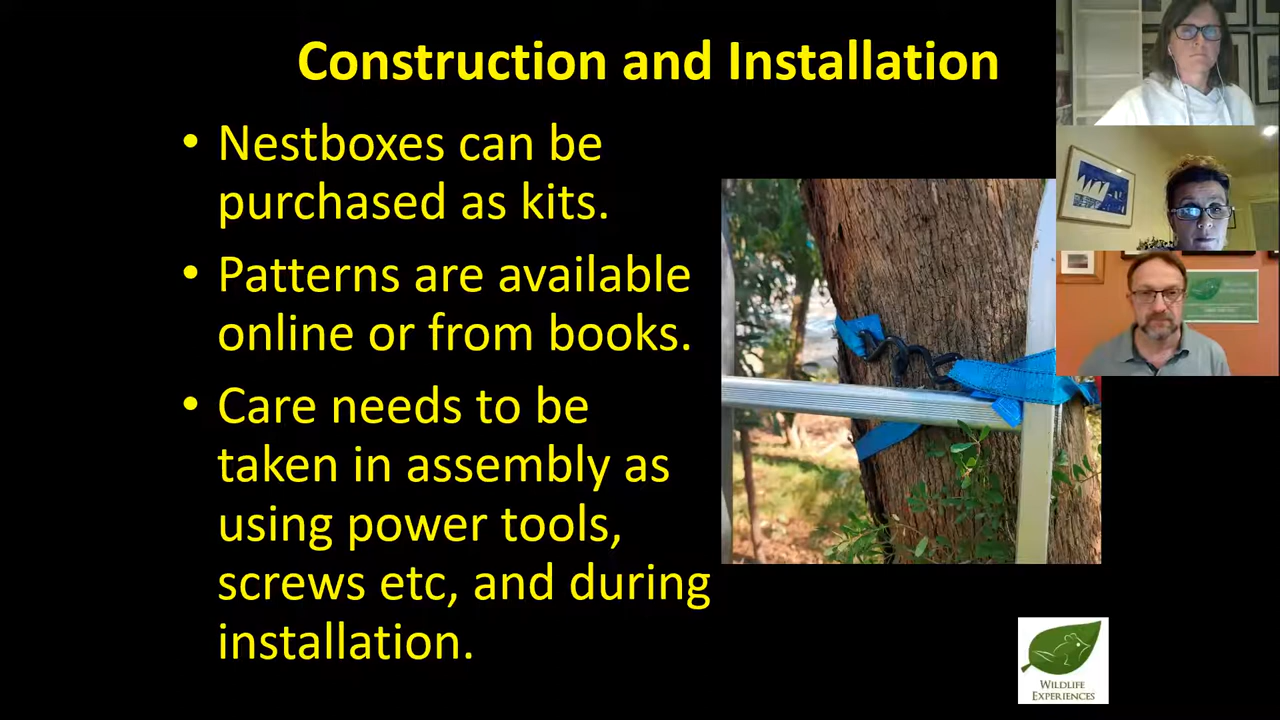 Construction and Installation
• Nestboxes can be
purchased as kits.
• Patterns are available
online or from books.
• Care needs to be
taken in assembly as
using power tools,
screws etc, and during
installation.
WILDLIFE
EXPERIENCES